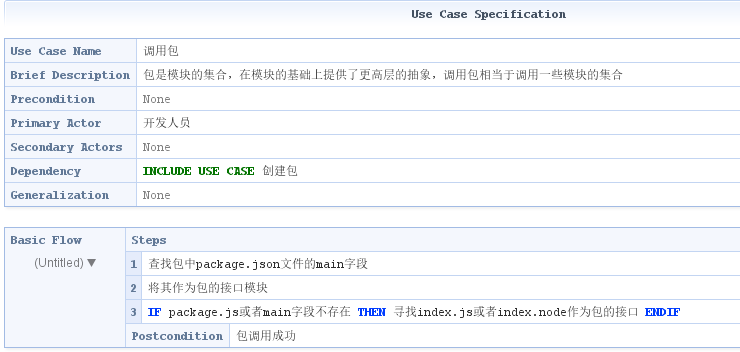 Use Case Specification
Use Case Name 调用包
Brief Description 包是模块的集合，在模块的基础上提供了更高层的抽象，调用包相当于调用一些模块的集合
Precondition None
Primary Actor 开发人员
Secondary Actors None
Dependency INCLUDE USE CASE 创建包
Generalization None
Basic Flow Steps
(Untitled) ▼
1 查找包中package.json文件的main字段
2 将其作为包的接口模块
3 IF package.js或者main字段不存在 THEN 寻找index.js或者index.node作为包的接口 ENDIF
Postcondition 包调用成功